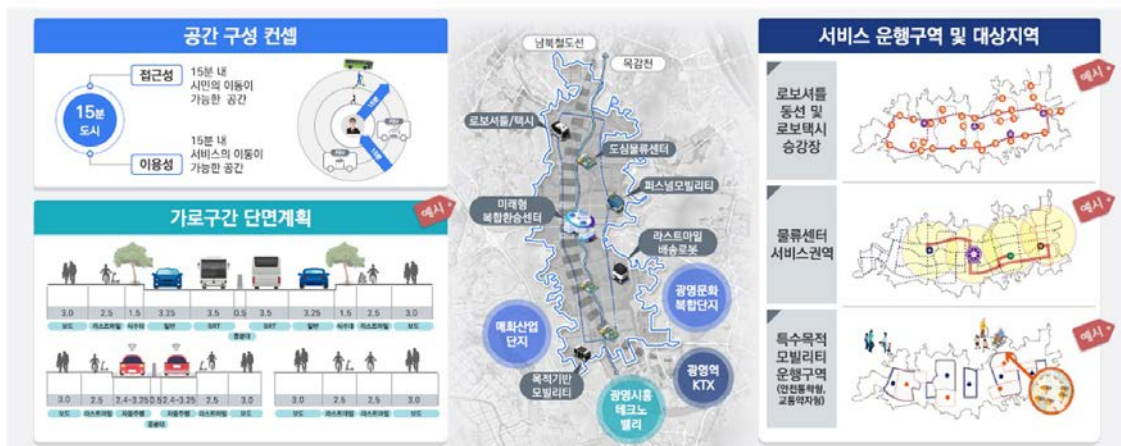 공간 구성 컨셉
15분
도시
접근성
15분 내
시민의 이동이
가능한 공간
이용성
15분 내
서비스의 이동이
가능한 공간
15분
15분
가로구간 단면계획
예시
3.0 2.5 1.5 3.25 3.5 0.5 3.5 3.25 1.5 2.5 3.0
보도 라스트마일 식수대 일반 BRT 중분대 BRT 일반 식수대 라스트마일 보도
3.0 2.5 2.4~3.25 0.5 2.4~3.25 2.5 3.0
보도 라스트마일 자율주행 중분대 자율주행 라스트마일 보도
3.0 2.5 2.5 3.0
보도 라스트마일 라스트마일 보도
남북철도선
목감천
로보셔틀/택시
도심물류센터
퍼스널모빌리티
미래형
복합환승센터
라스트마일
배송로봇
광명문화
복합단지
매화산업
단지
목적기반
모빌리티
광명시흥
테크노
밸리
광명역
KTX
서비스 운행구역 및 대상지역
로보셔틀
동선 및
로보택시
승강장
예시
물류센터
서비스권역
예시
특수목적
모빌리티
운행구역
(안전통학형,
교통약자형)
예시